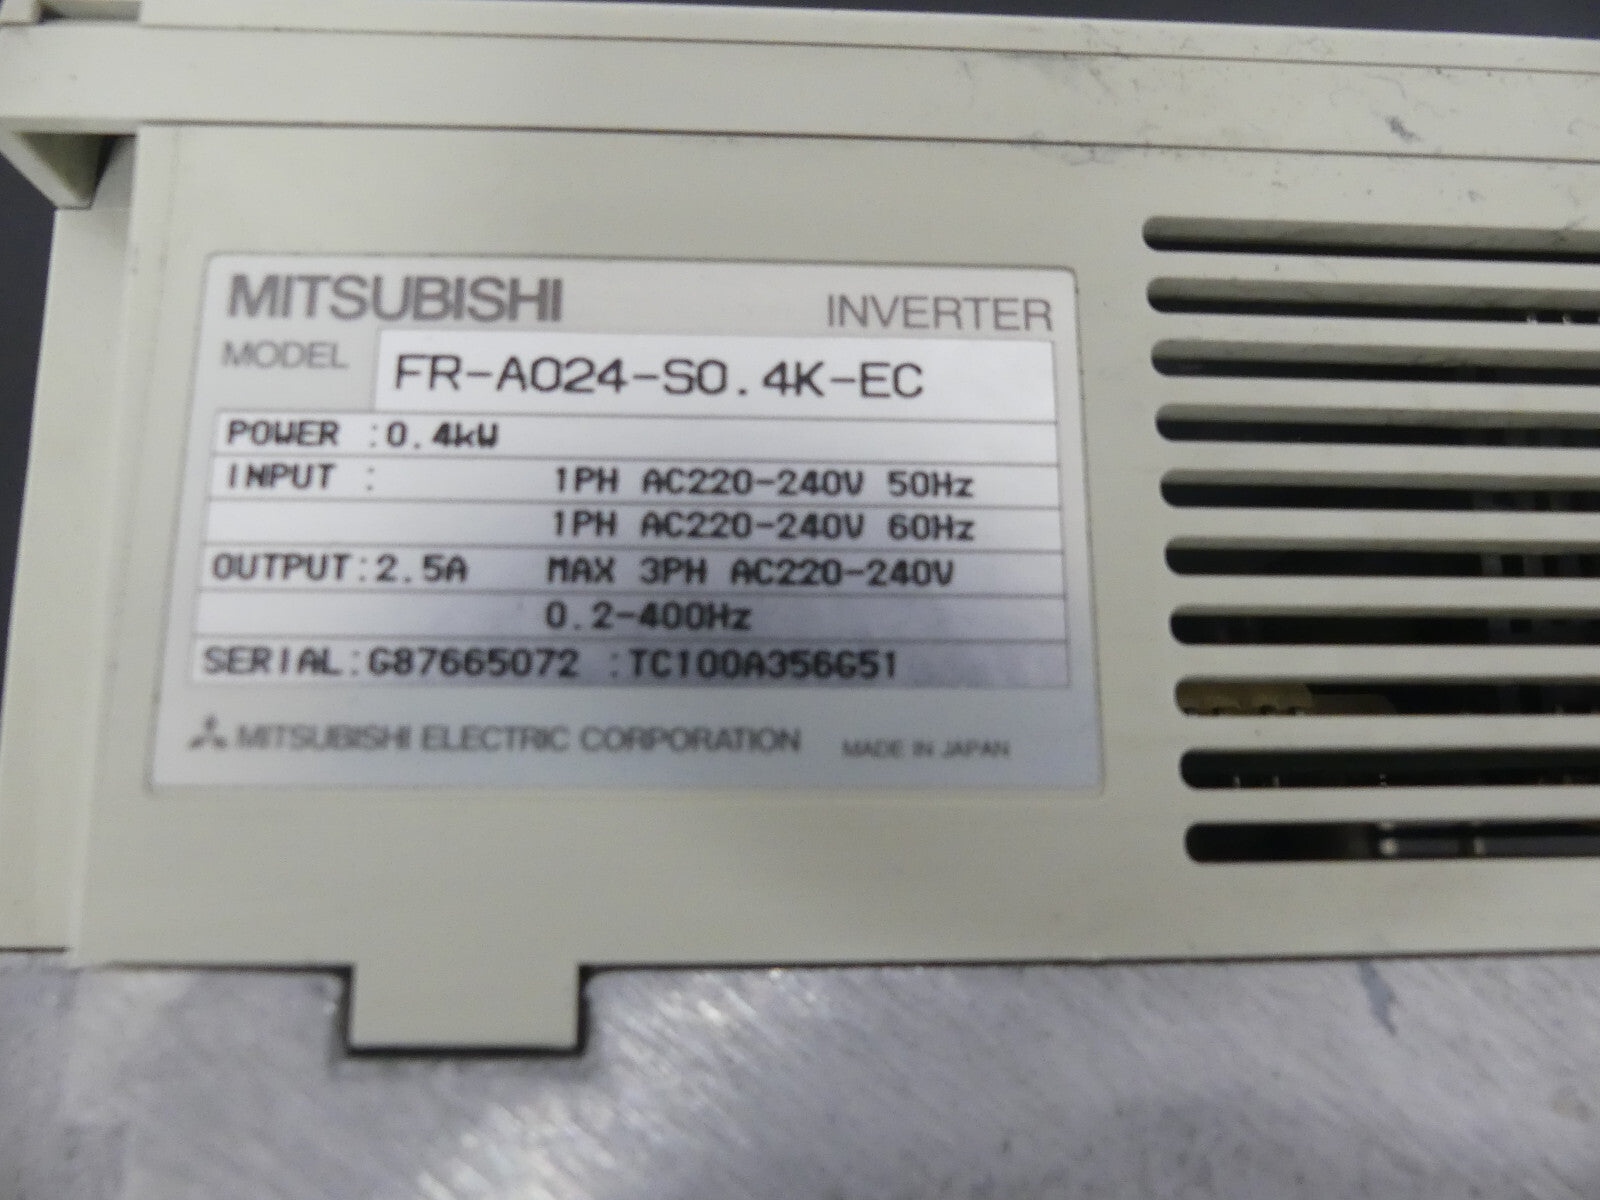 MITSUBISHI INVERTER
MODEL FR-A024-S0.4K-EC
POWER :0.4kW
INPUT : 1PH AC220-240V 50Hz
1PH AC220-240V 60Hz
OUTPUT:2.5A MAX 3PH AC220-240V
0.2-400Hz
SERIAL:G87665072 :TC100A356G51
MITSUBISHI ELECTRIC CORPORATION MADE IN JAPAN